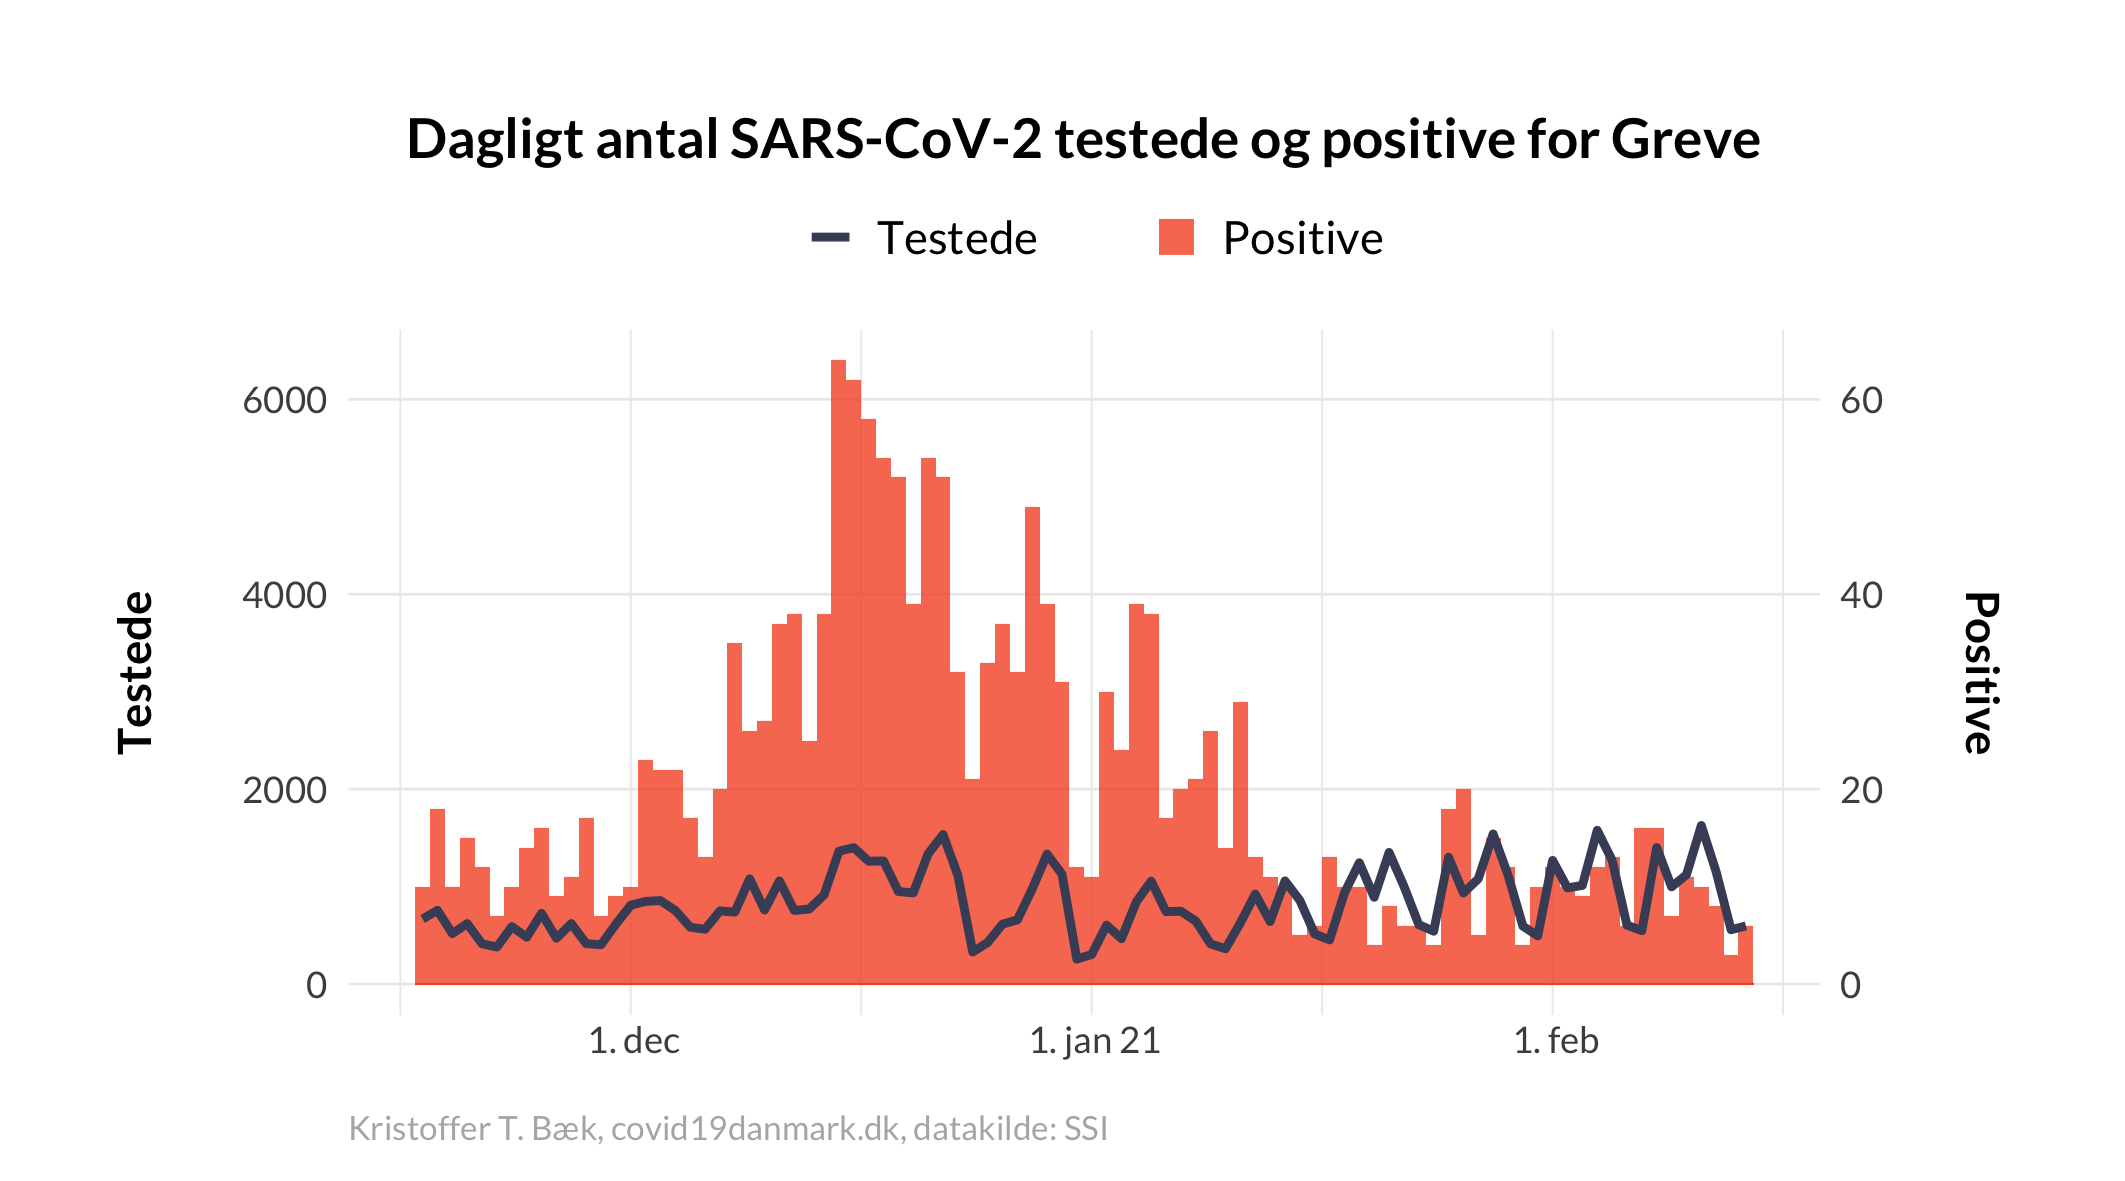 Dagligt antal SARS-CoV-2 testede og positive for Greve
Testede
Positive
6000
4000
2000
0
60
40
20
0
Testede
Positive
1. dec
1. jan 21
1. feb
Kristoffer T. Bæk, covid19danmark.dk, datakilde: SSI